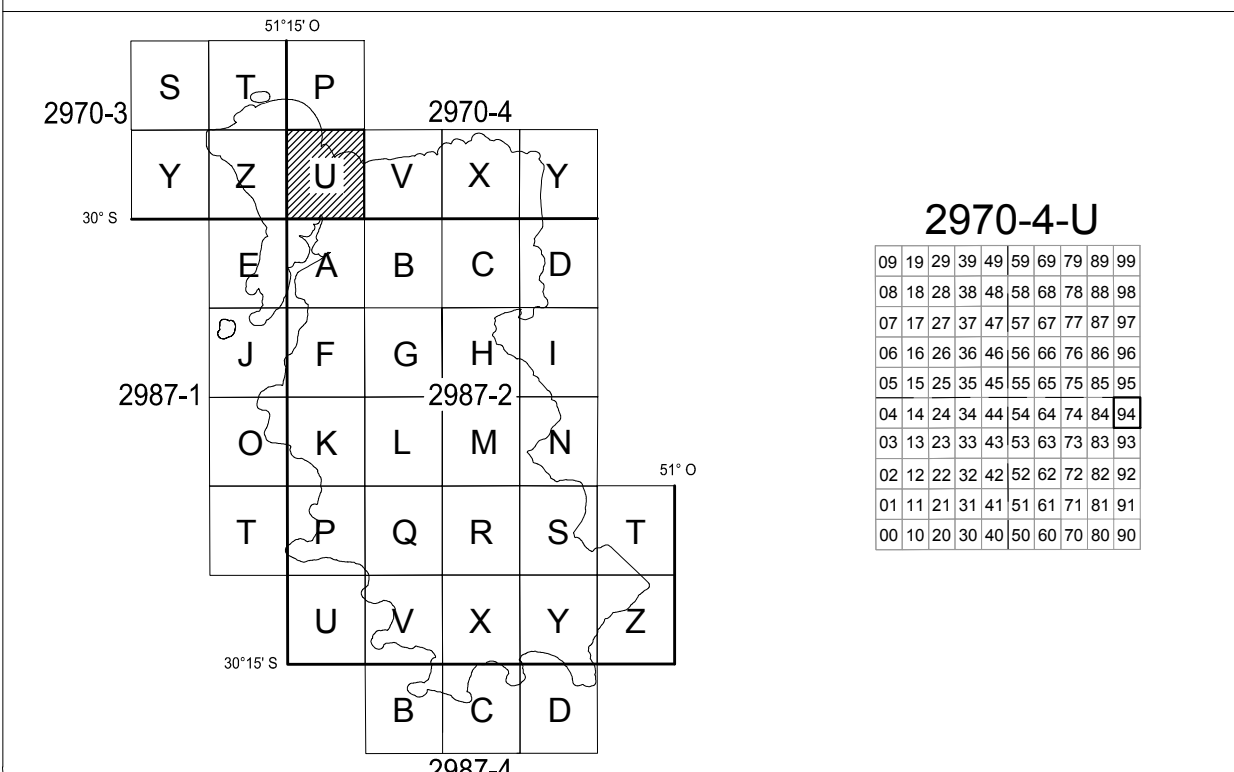 51°15' O
S T P
2970-3 2970-4
Y Z U V X Y
30° S
E A B C D
J F G H I
2987-1 2987-2
O K L M N
51° O
T P Q R S T
U V X Y Z
30°15' S
B C D
2987-4
2970-4-U
09 19 29 39 49 59 69 79 89 99
08 18 28 38 48 58 68 78 88 98
07 17 27 37 47 57 67 77 87 97
06 16 26 36 46 56 66 76 86 96
05 15 25 35 45 55 65 75 85 95
04 14 24 34 44 54 64 74 84 94
03 13 23 33 43 53 63 73 83 93
02 12 22 32 42 52 62 72 82 92
01 11 21 31 41 51 61 71 81 91
00 10 20 30 40 50 60 70 80 90